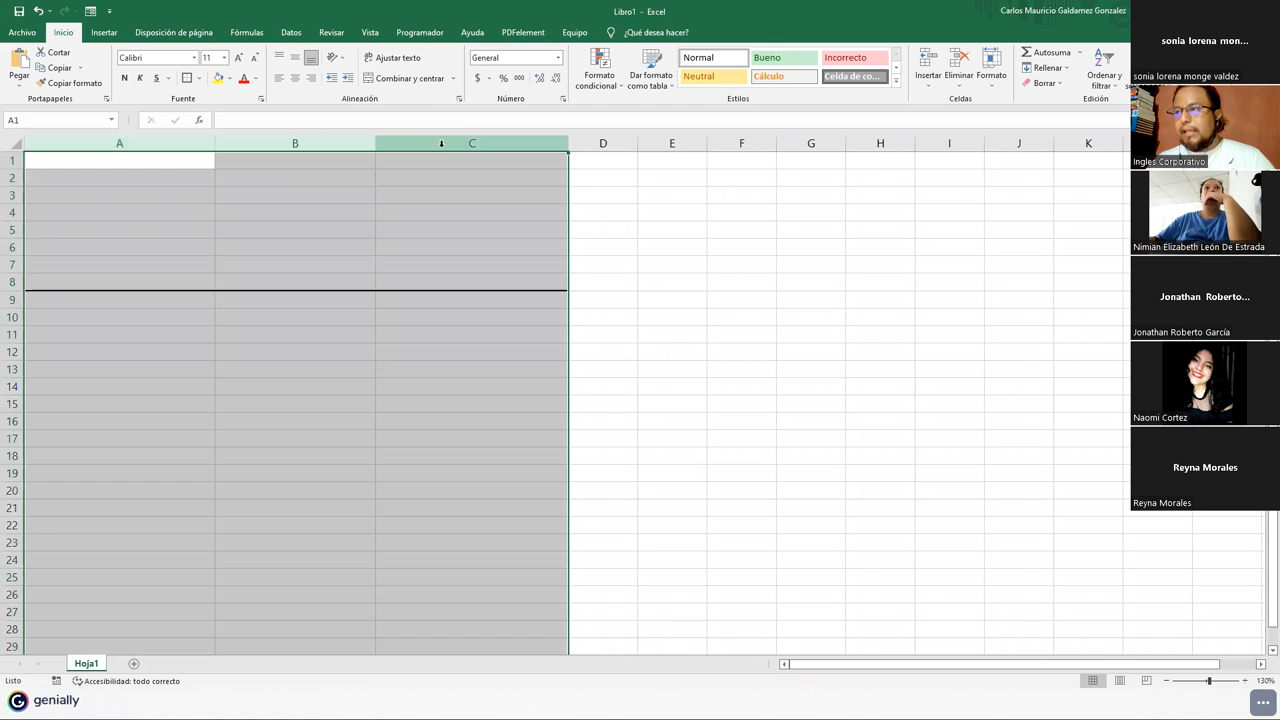 Libro1 - Excel
Carlos Mauricio Galdamez Gonzalez
Archivo Inicio Insertar Disposición de página Fórmulas Datos Revisar Vista Programador Ayuda PDFelement Equipo ¿Qué desea hacer?
Pegar
Cortar
Copiar
Copiar formato
Portapapeles
Calibri 11
N K S
Fuente
Ajustar texto
Combinar y centrar
Alineación
General
$ % 000
Número
Formato condicional
Dar formato como tabla
Normal Bueno Incorrecto
Neutral Cálculo Celda de co...
Estilos
Insertar Eliminar Formato
Celdas
Autosuma
Rellenar
Borrar
Ordenar y filtrar
Edición
A1
fx
A B C D E F G H I J K
1
2
3
4
5
6
7
8
9
10
11
12
13
14
15
16
17
18
19
20
21
22
23
24
25
26
27
28
29
Hoja1
Listo
Accesibilidad: todo correcto
130%
genially
sonia lorena mon...
sonia lorena monge valdez
Ingles Corporativo
Nimian Elizabeth León De Estrada
Jonathan Roberto...
Jonathan Roberto García
Naomi Cortez
Reyna Morales
Reyna Morales